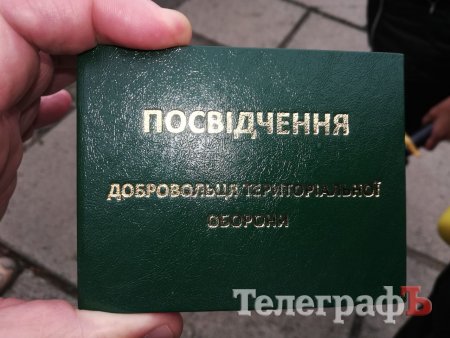 ПОСВІДЧЕННЯ
ДОБРОВОЛЬЦЯ ТЕРИТОРІАЛЬНОЇ
ОБОРОНИ
ТелеграфЪ